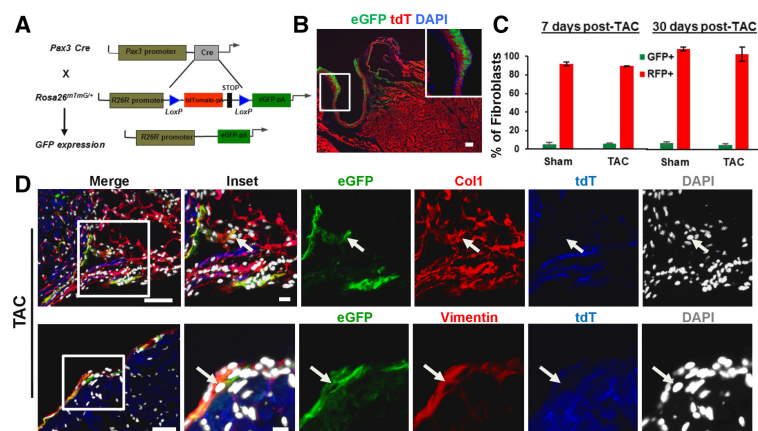 A
Pax3 Cre
Pax3 promoter
Cre
X
Rosa26mTmG/+
R26R promoter
tdTomato-pA
STOP
eGFP-pA
LoxP
LoxP
GFP expression
R26R promoter
eGFP-pA
B
eGFP tdT DAPI
C
7 days post-TAC
30 days post-TAC
% of Fibroblasts
100
80
60
40
20
0
GFP+
RFP+
Sham
TAC
Sham
TAC
D
Merge
Inset
eGFP
Col1
tdT
DAPI
TAC
eGFP
Vimentin
tdT
DAPI